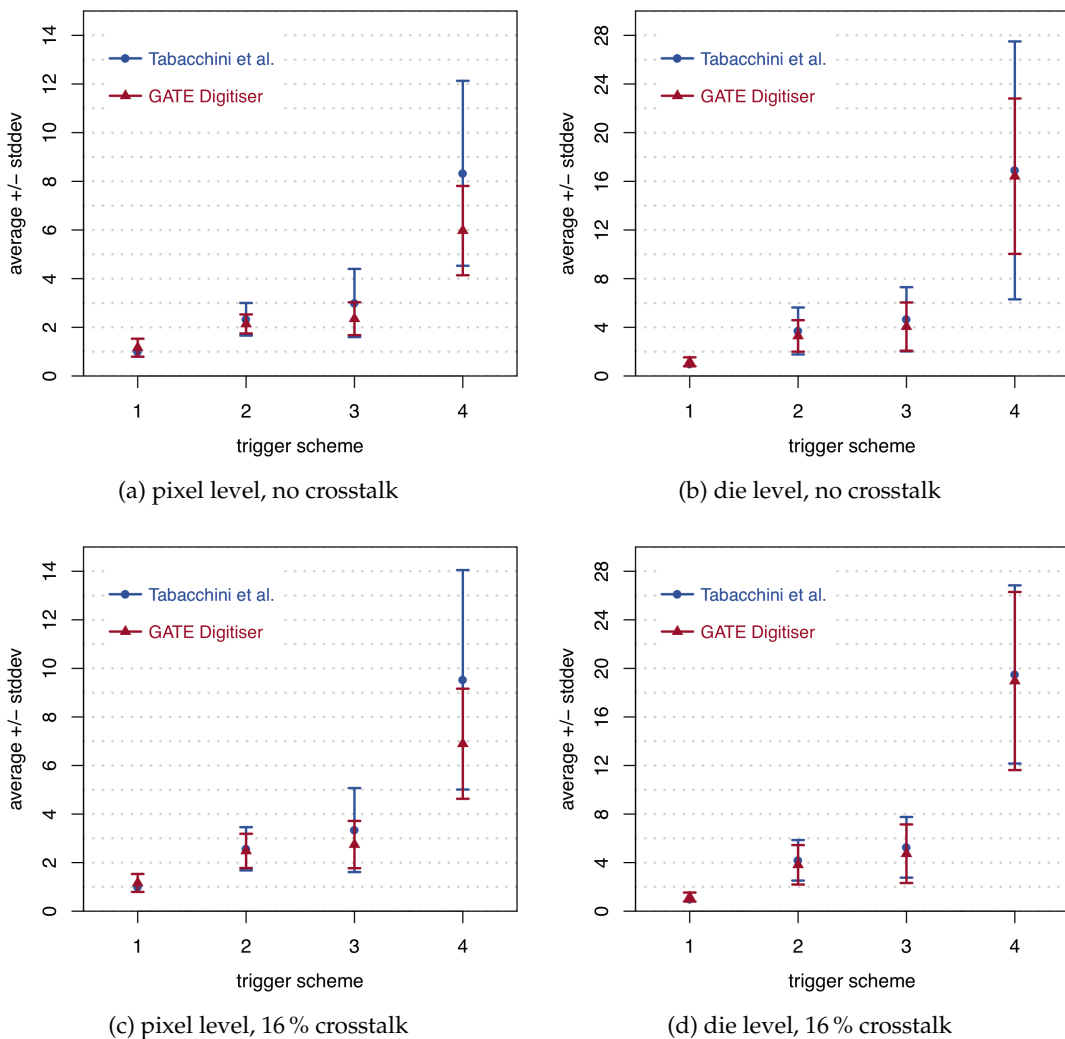 average +/− stddev
0 2 4 6 8 10 12 14
Tabacchini et al.
GATE Digitiser
1 2 3 4
trigger scheme
(a) pixel level, no crosstalk
average +/− stddev
0 4 8 12 16 20 24 28
Tabacchini et al.
GATE Digitiser
1 2 3 4
trigger scheme
(b) die level, no crosstalk
average +/− stddev
0 2 4 6 8 10 12 14
Tabacchini et al.
GATE Digitiser
1 2 3 4
trigger scheme
(c) pixel level, 16 % crosstalk
average +/− stddev
0 4 8 12 16 20 24 28
Tabacchini et al.
GATE Digitiser
1 2 3 4
trigger scheme
(d) die level, 16 % crosstalk